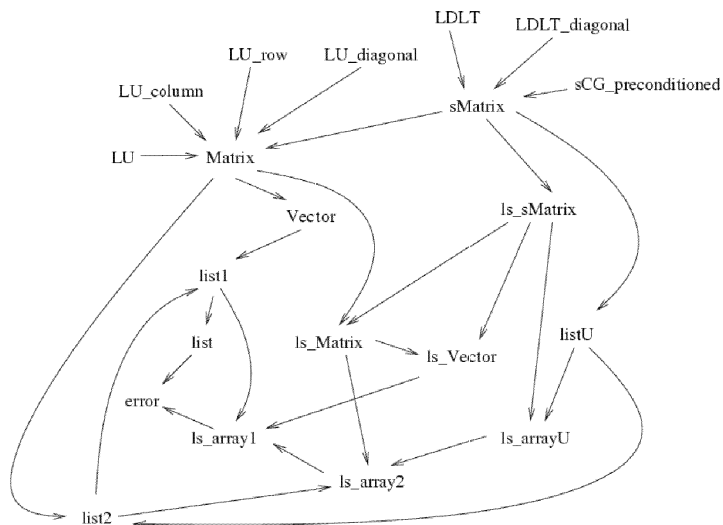 LDLT
LDLT_diagonal
LU_row
LU_diagonal
sCG_preconditioned
LU_column
sMatrix
LU
Matrix
Vector
ls_sMatrix
list1
list
ls_Matrix
ls_Vector
listU
error
ls_array1
ls_arrayU
ls_array2
list2